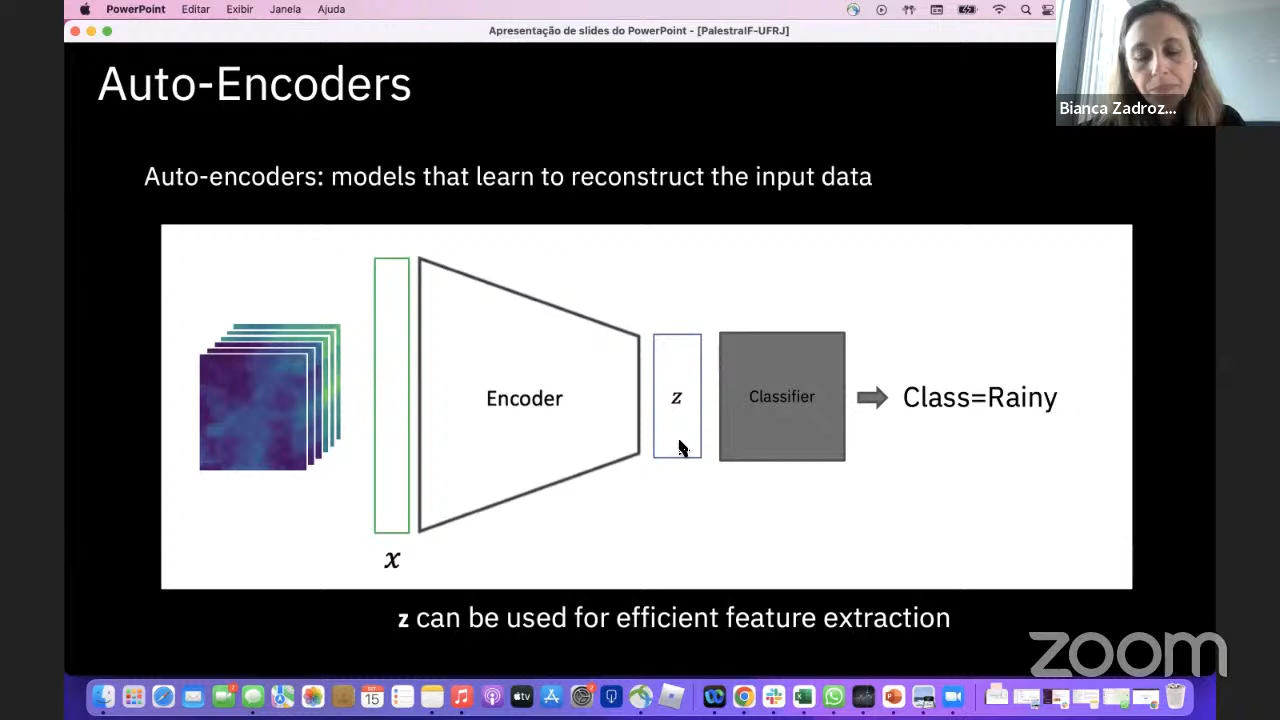 PowerPoint Editar Exibir Janela Ajuda
Apresentação de slides do PowerPoint - [PalestraIF-UFRJ]
Bianca Zadroz...
Auto-Encoders
Auto-encoders: models that learn to reconstruct the input data
Encoder
z
Classifier
Class=Rainy
x
z can be used for efficient feature extraction
zoom
tv
15